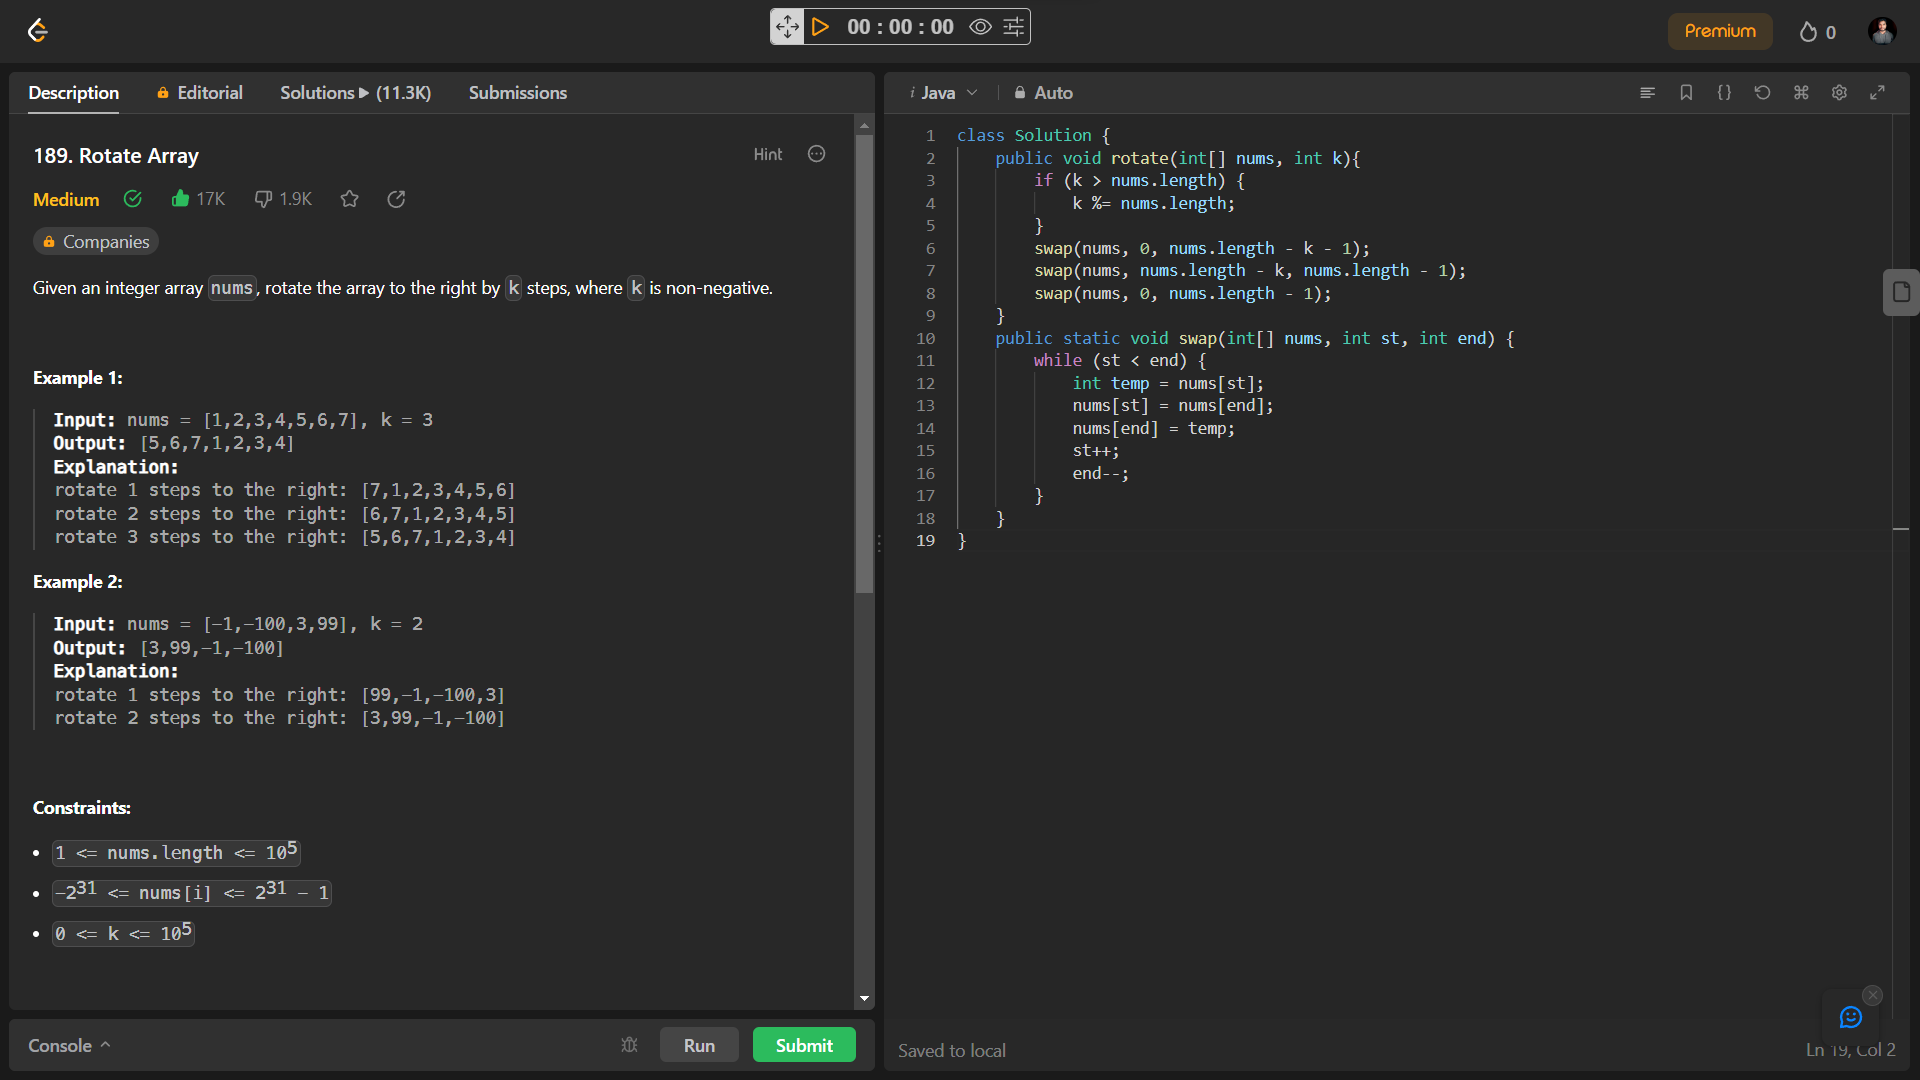 00 : 00 : 00
Premium
0
Description
Editorial
Solutions (11.3K)
Submissions
189. Rotate Array
Hint
Medium
17K
1.9K
Companies
Given an integer array nums, rotate the array to the right by k steps, where k is non-negative.
Example 1:
Input: nums = [1,2,3,4,5,6,7], k = 3
Output: [5,6,7,1,2,3,4]
Explanation:
rotate 1 steps to the right: [7,1,2,3,4,5,6]
rotate 2 steps to the right: [6,7,1,2,3,4,5]
rotate 3 steps to the right: [5,6,7,1,2,3,4]
Example 2:
Input: nums = [-1,-100,3,99], k = 2
Output: [3,99,-1,-100]
Explanation:
rotate 1 steps to the right: [99,-1,-100,3]
rotate 2 steps to the right: [3,99,-1,-100]
Constraints:
• 1 <= nums.length <= 10⁵
• -2³¹ <= nums[i] <= 2³¹ - 1
• 0 <= k <= 10⁵
Console
Run
Submit
i Java
Auto
{}
1 class Solution {
2 public void rotate(int[] nums, int k){
3 if (k > nums.length) {
4 k %= nums.length;
5 }
6 swap(nums, 0, nums.length - k - 1);
7 swap(nums, nums.length - k, nums.length - 1);
8 swap(nums, 0, nums.length - 1);
9 }
10 public static void swap(int[] nums, int st, int end) {
11 while (st < end) {
12 int temp = nums[st];
13 nums[st] = nums[end];
14 nums[end] = temp;
15 st++;
16 end--;
17 }
18 }
19 }
Saved to local
Ln 19, Col 2